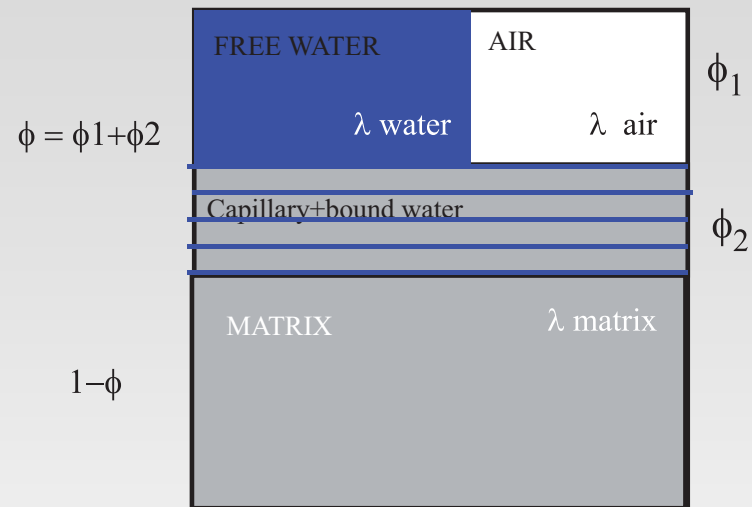 FREE WATER
AIR
ϕ1
λ water
λ air
ϕ = ϕ1+ϕ2
Capillary+bound water
ϕ2
MATRIX
λ matrix
1−ϕ